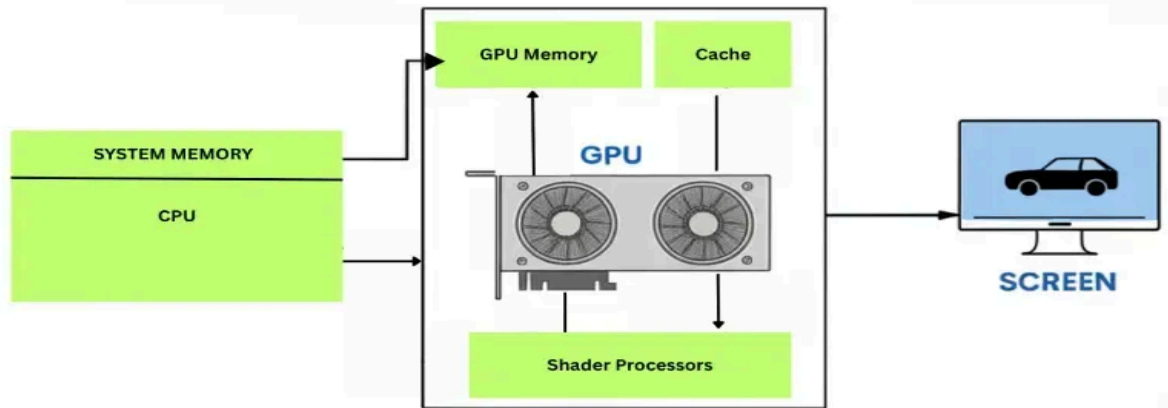 GPU Memory
Cache
SYSTEM MEMORY
GPU
CPU
SCREEN
Shader Processors